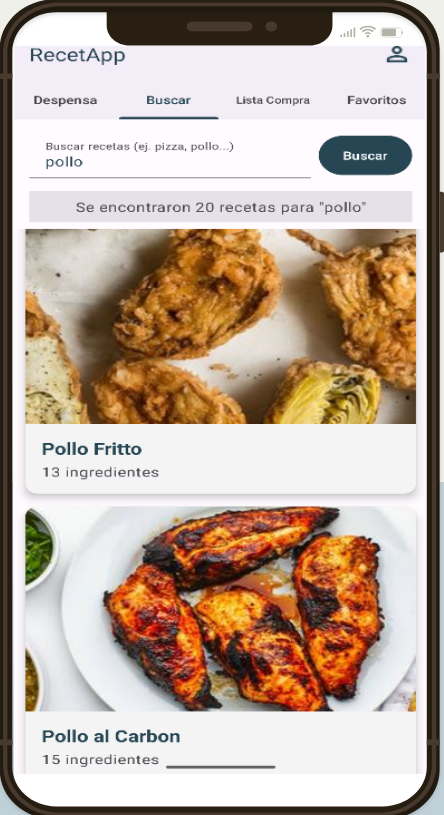 RecetApp
Despensa Buscar Lista Compra Favoritos
Buscar recetas (ej. pizza, pollo...)
pollo
Buscar
Se encontraron 20 recetas para "pollo"
Pollo Fritto
13 ingredientes
Pollo al Carbon
15 ingredientes